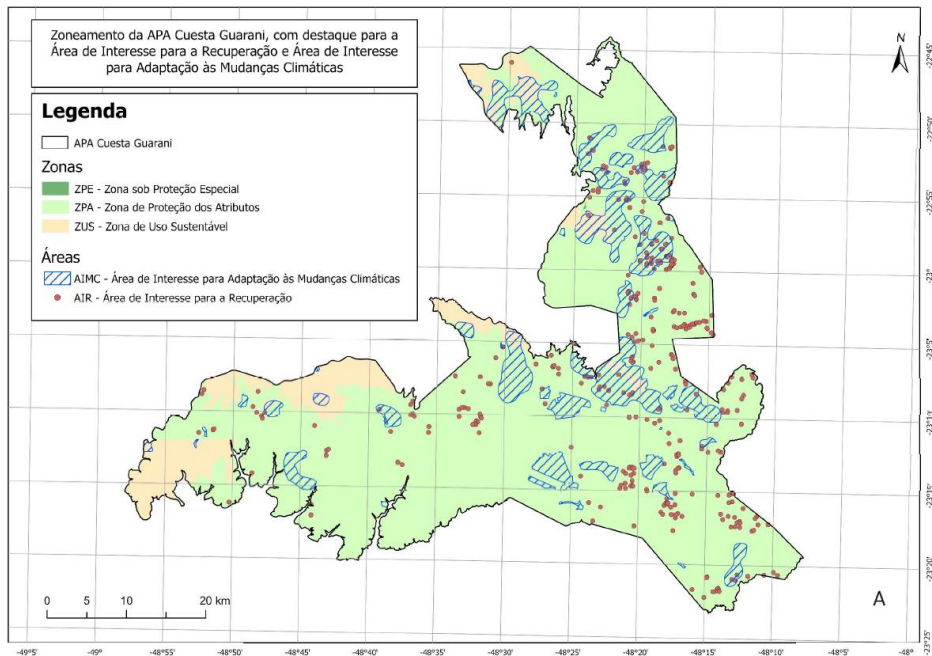 Zoneamento da APA Cuesta Guarani, com destaque para a
Área de Interesse para a Recuperação e Área de Interesse
para Adaptação às Mudanças Climáticas
N
Legenda
APA Cuesta Guarani
Zonas
ZPE - Zona sob Proteção Especial
ZPA - Zona de Proteção dos Atributos
ZUS - Zona de Uso Sustentável
Áreas
AIMC - Área de Interesse para Adaptação às Mudanças Climáticas
AIR - Área de Interesse para a Recuperação
0 5 10 20 km
A
-22°45'
-22°50'
-22°55'
-23°
-23°5'
-23°10'
-23°15'
-23°20'
-23°25'
-49°5' -49° -48°55' -48°50' -48°45' -48°40' -48°35' -48°30' -48°25' -48°20' -48°15' -48°10' -48°5' -48°